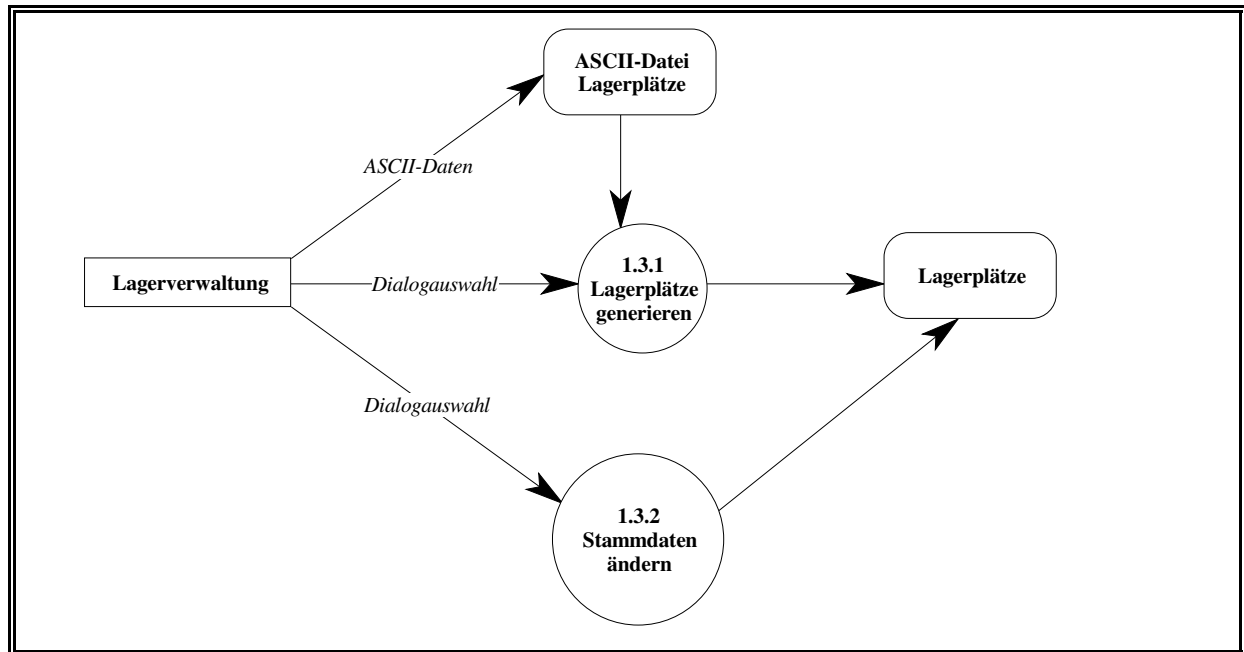 ASCII-Datei
Lagerplätze
ASCII-Daten
Lagerverwaltung
Dialogauswahl
1.3.1
Lagerplätze
generieren
Lagerplätze
Dialogauswahl
1.3.2
Stammdaten
ändern